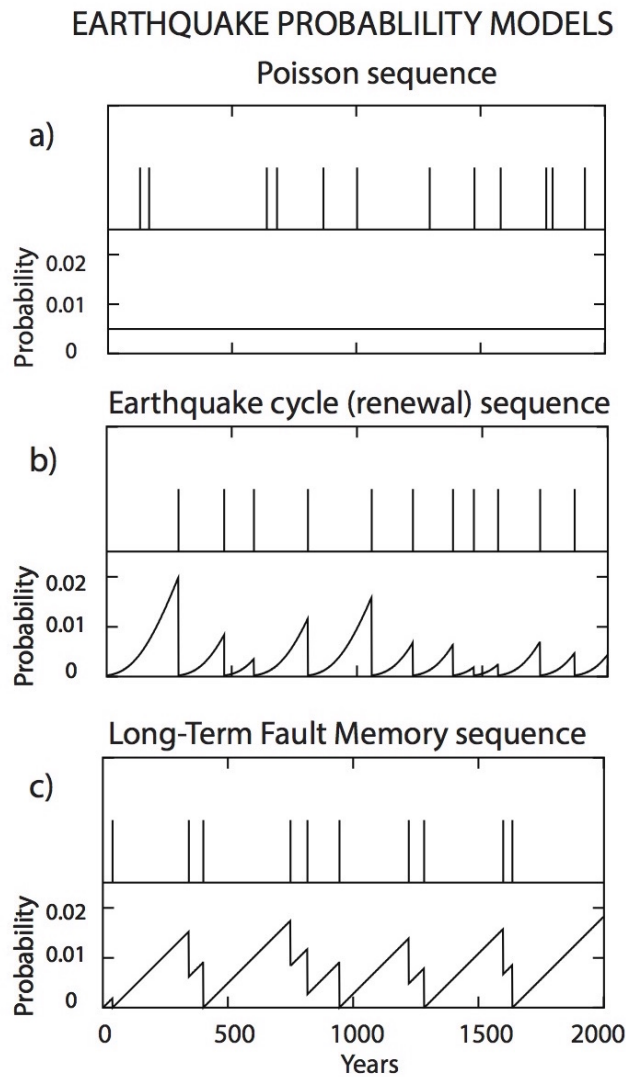 EARTHQUAKE PROBABLILITY MODELS
Poisson sequence
a)
Probability
0.02
0.01
0
Earthquake cycle (renewal) sequence
b)
Probability
0.02
0.01
0
Long-Term Fault Memory sequence
c)
Probability
0.02
0.01
0
0 500 1000 1500 2000
Years